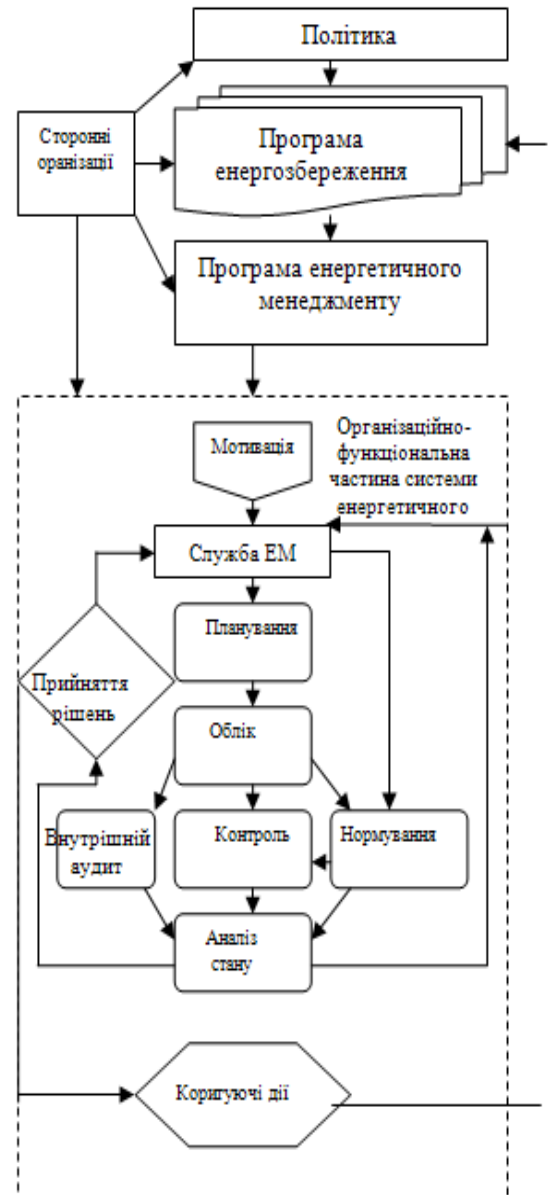 Політика
Сторонні
оранізації
Програма
енергозбереження
Програма енергетичного
менеджменту
Мотивація
Організаційно-
функціональна
частина системи
енергетичного
Служба ЕМ
Планування
Прийняття
рішень
Облік
Внутрішній
аудит
Контроль
Нормування
Аналіз
стану
Коригуючі дії